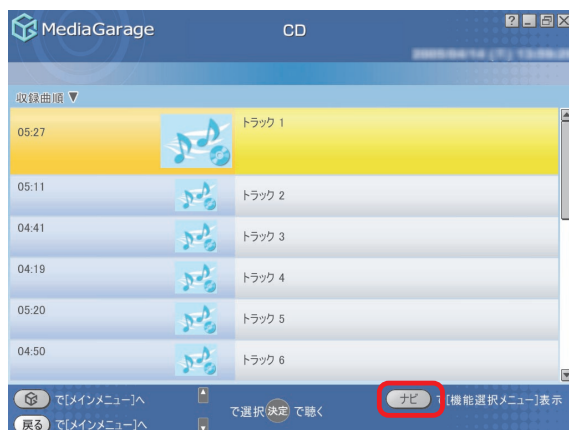 MediaGarage
CD
収録曲順▼
05:27 トラック 1
05:11 トラック 2
04:41 トラック 3
04:19 トラック 4
05:20 トラック 5
04:50 トラック 6
で[メインメニュー]へ
戻る で[メインメニュー]へ
で選択 決定 で聴く
ナビ で[機能選択メニュー]表示